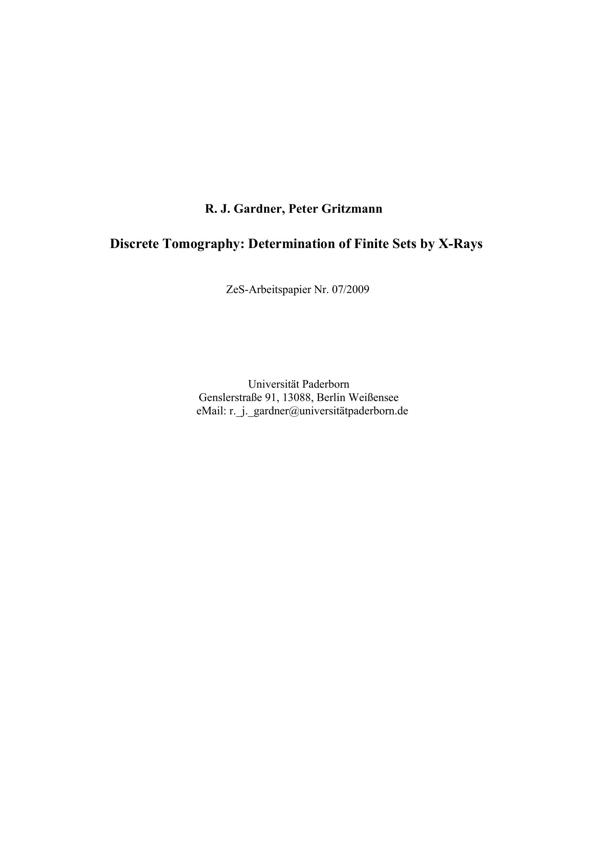 R. J. Gardner, Peter Gritzmann
Discrete Tomography: Determination of Finite Sets by X-Rays
ZeS-Arbeitspapier Nr. 07/2009
Universität Paderborn
Genslerstraße 91, 13088, Berlin Weißensee
eMail: r._j._gardner@universitätpaderborn.de